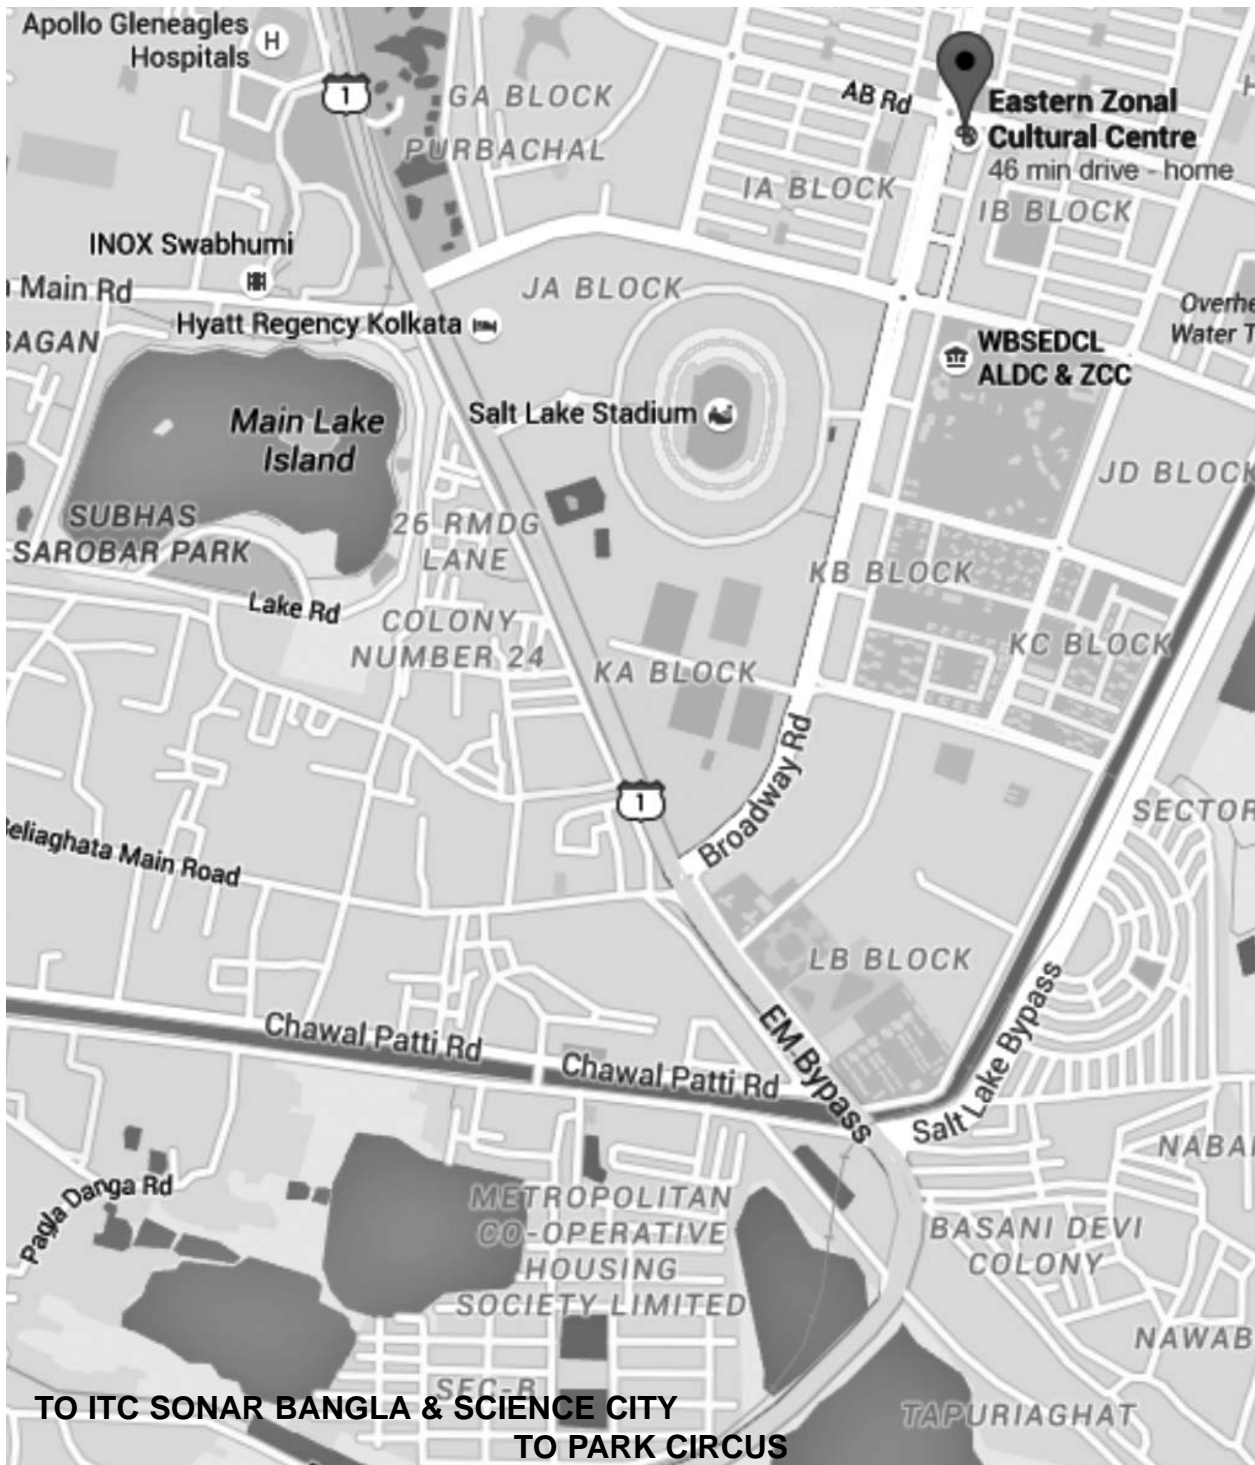 Apollo Gleneagles
Hospitals
H
1
GA BLOCK
PURBACHAL
AB Rd
Eastern Zonal
Cultural Centre
46 min drive - home
IA BLOCK
IB BLOCK
INOX Swabhumi
Main Rd
JA BLOCK
Hyatt Regency Kolkata
WBSEDCL
ALDC & ZCC
Salt Lake Stadium
Main Lake
Island
JD BLOCK
SUBHAS
SAROBAR PARK
26 RMDG
LANE
KB BLOCK
Lake Rd
COLONY
NUMBER 24
KA BLOCK
KC BLOCK
Broadway Rd
1
SECTOR
Main Road
LB BLOCK
EM Bypass
Salt Lake Bypass
Chawal Patti Rd
Chawal Patti Rd
Pagla Danga Rd
METROPOLITAN
CO-OPERATIVE
HOUSING
SOCIETY LIMITED
BASANI DEVI
COLONY
NAWAB
SEC-B
TAPURIAGHAT
TO ITC SONAR BANGLA & SCIENCE CITY
TO PARK CIRCUS